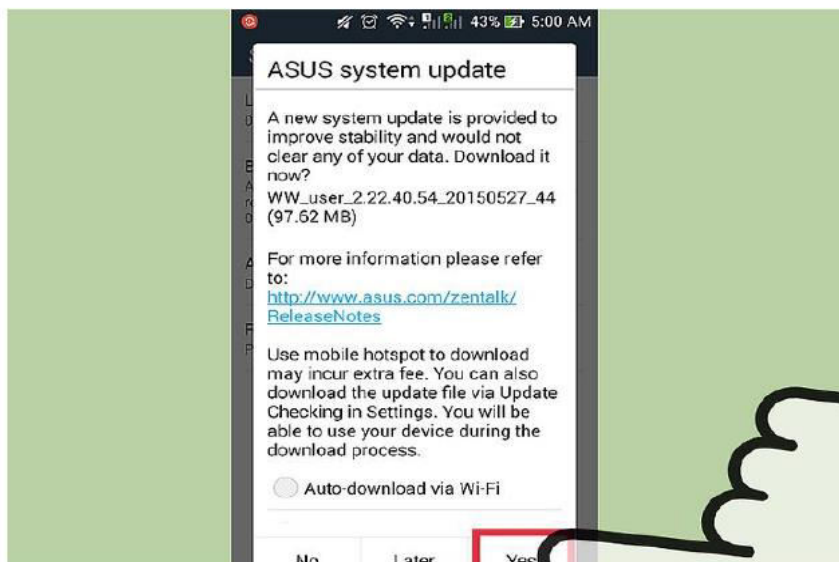 43% 5:00 AM
ASUS system update
A new system update is provided to
improve stability and would not
clear any of your data. Download it
now?
WW_user_2.22.40.54_20150527_44
(97.62 MB)
For more information please refer
to:
http://www.asus.com/zentalk/
ReleaseNotes
Use mobile hotspot to download
may incur extra fee. You can also
download the update file via Update
Checking in Settings. You will be
able to use your device during the
download process.
Auto-download via Wi-Fi
No Later Yes